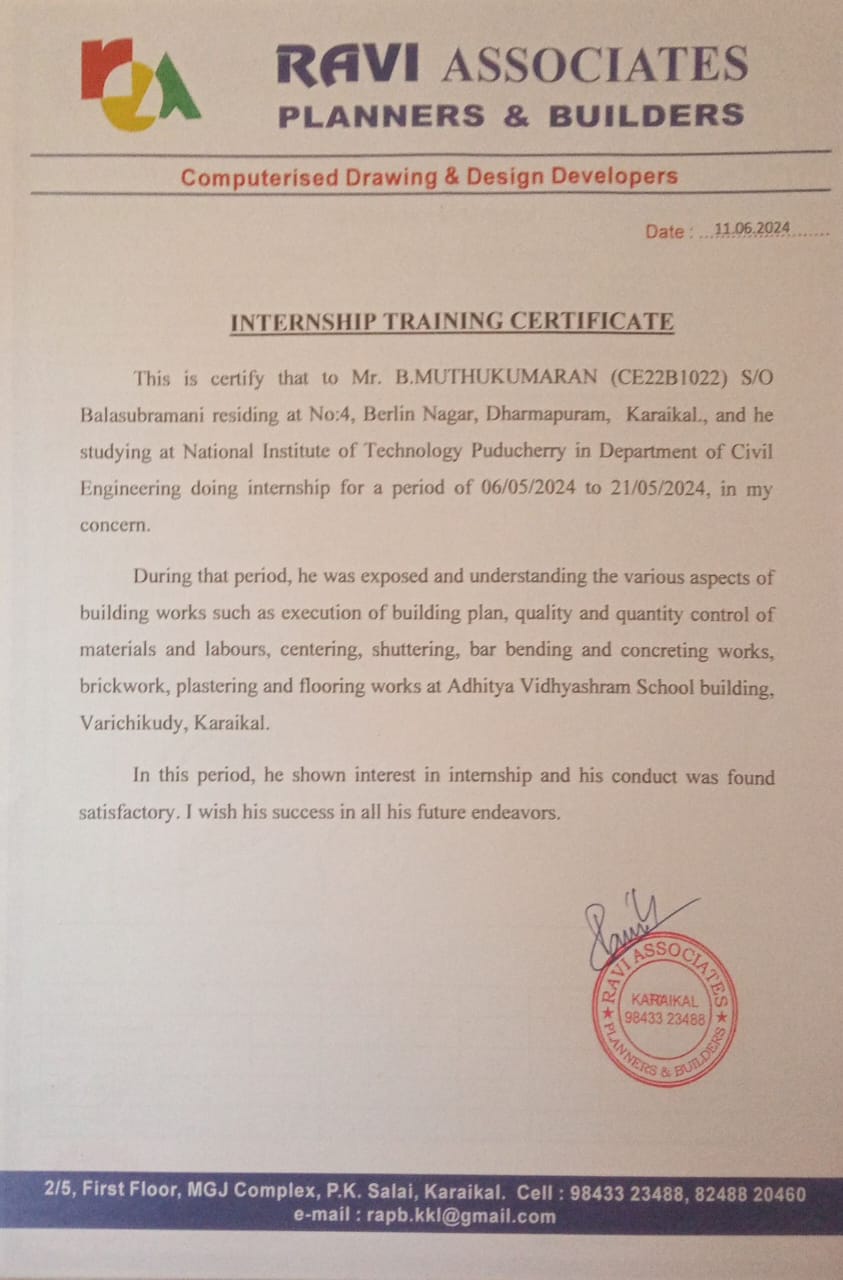 RAVI ASSOCIATES
PLANNERS & BUILDERS
Computerised Drawing & Design Developers
Date : ...11.06.2024.......
INTERNSHIP TRAINING CERTIFICATE
This is certify that to Mr. B.MUTHUKUMARAN (CE22B1022) S/O
Balasubramani residing at No:4, Berlin Nagar, Dharmapuram, Karaikal., and he
studying at National Institute of Technology Puducherry in Department of Civil
Engineering doing internship for a period of 06/05/2024 to 21/05/2024, in my
concern.
During that period, he was exposed and understanding the various aspects of
building works such as execution of building plan, quality and quantity control of
materials and labours, centering, shuttering, bar bending and concreting works,
brickwork, plastering and flooring works at Adhitya Vidhyashram School building,
Varichikudy, Karaikal.
In this period, he shown interest in internship and his conduct was found
satisfactory. I wish his success in all his future endeavors.
RAVI ASSOCIATES
KARAIKAL
98433 23488
PLANNERS & BUILDERS
2/5, First Floor, MGJ Complex, P.K. Salai, Karaikal. Cell : 98433 23488, 82488 20460
e-mail : rapb.kkl@gmail.com